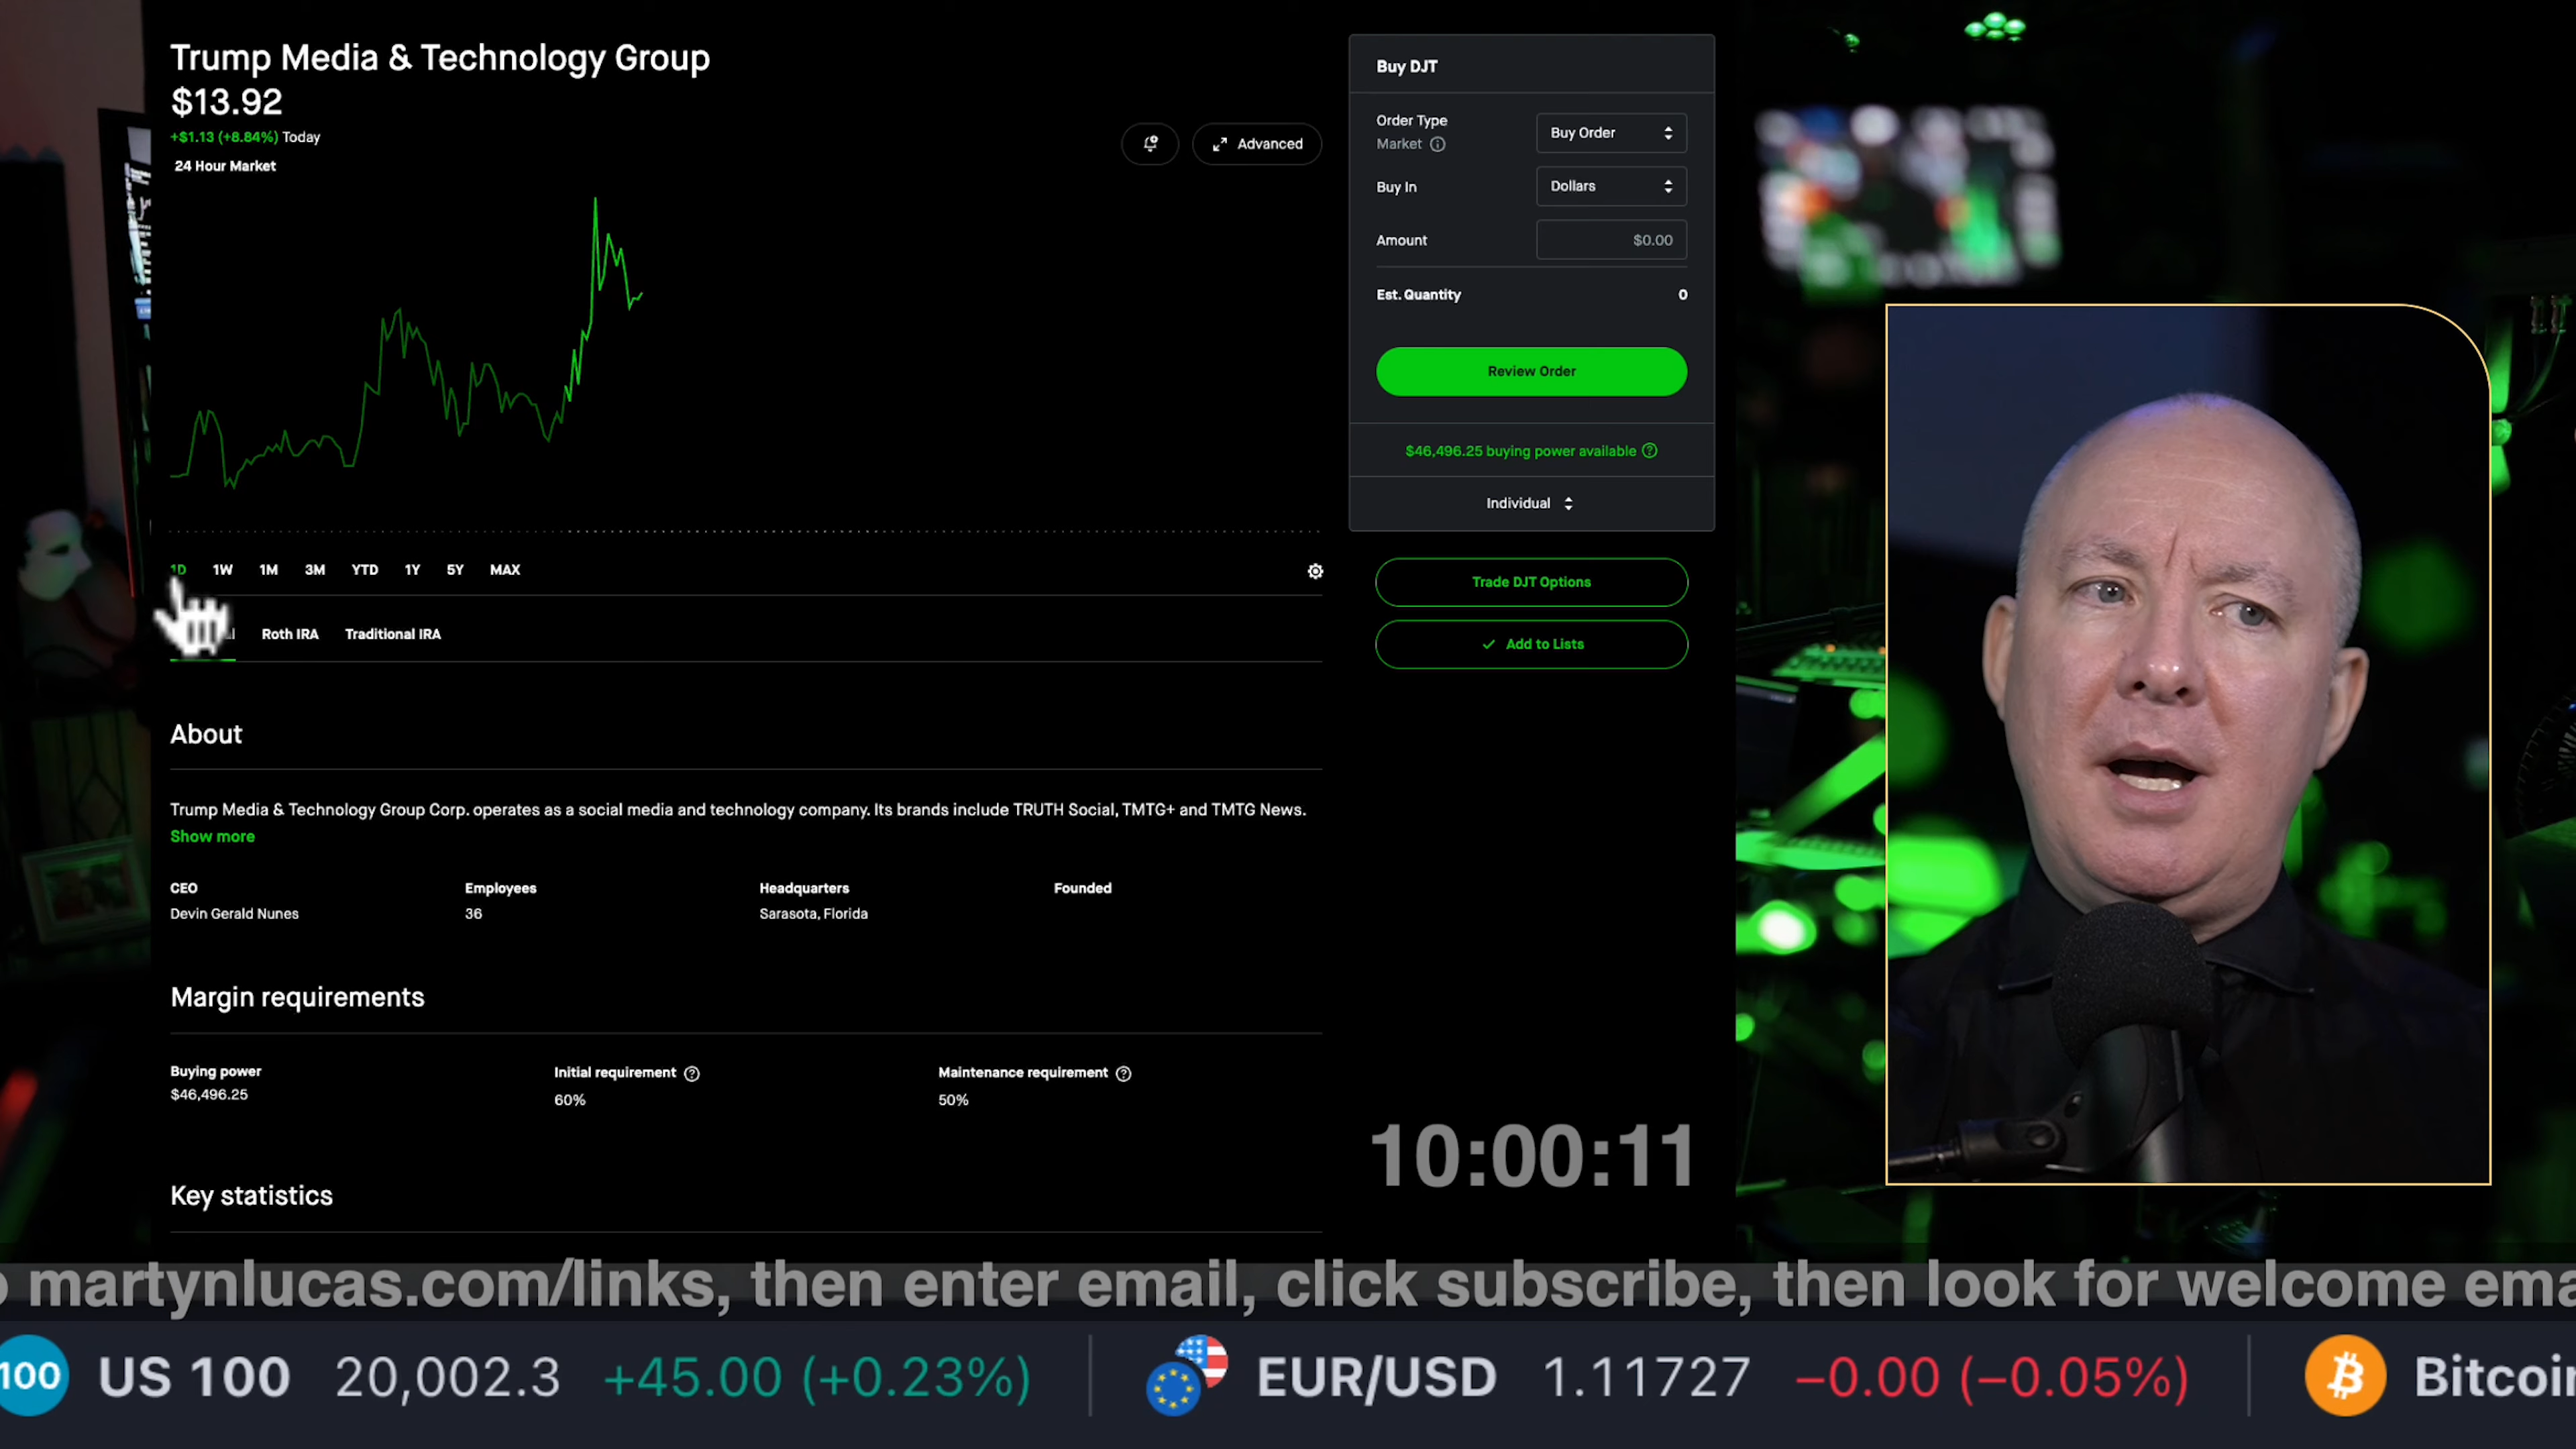 Trump Media & Technology Group
$13.92
+$1.13 (+8.84%) Today
24 Hour Market
Advanced
1D 1W 1M 3M YTD 1Y 5Y MAX
Roth IRA Traditional IRA
About
Trump Media & Technology Group Corp. operates as a social media and technology company. Its brands include TRUTH Social, TMTG+ and TMTG News.
Show more
CEO Employees Headquarters Founded
Devin Gerald Nunes 36 Sarasota, Florida
Margin requirements
Buying power Initial requirement Maintenance requirement
$46,496.25 60% 50%
Key statistics
Buy DJT
Order Type Buy Order
Market
Buy In Dollars
Amount $0.00
Est. Quantity 0
Review Order
$46,496.25 buying power available
Individual
Trade DJT Options
Add to Lists
10:00:11
martynlucas.com/links, then enter email, click subscribe, then look for welcome ema
100 US 100 20,002.3 +45.00 (+0.23%) EUR/USD 1.11727 −0.00 (−0.05%) Bitcoin